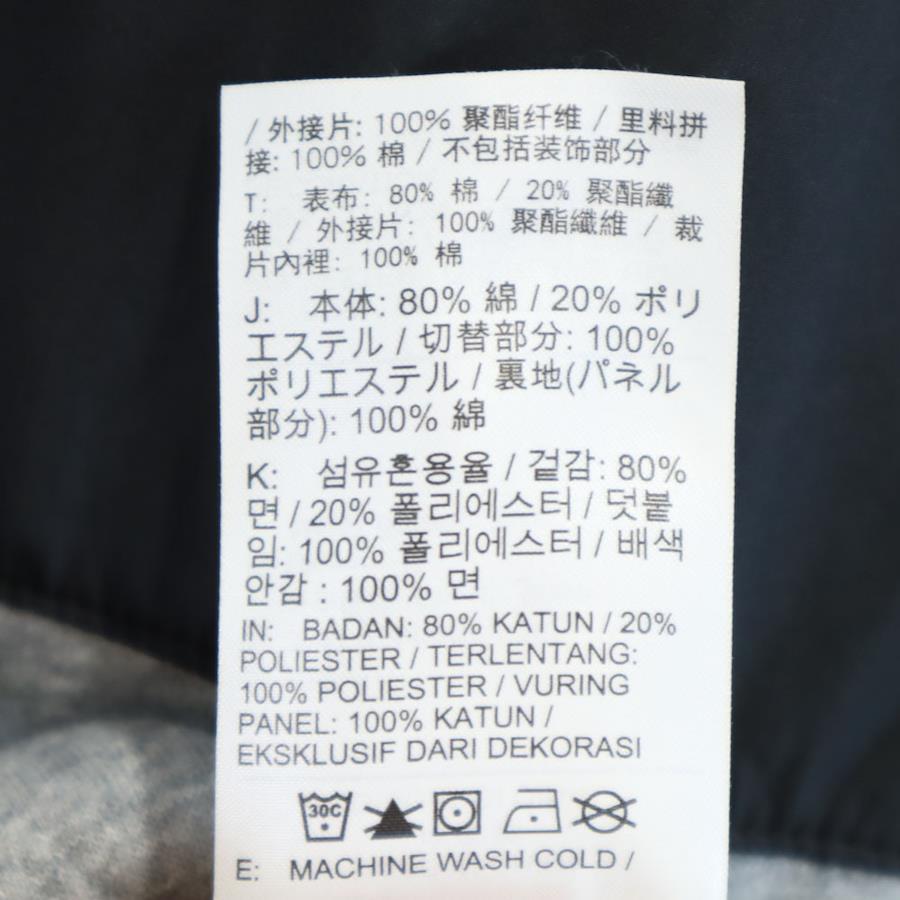 / 外接片: 100% 聚酯纤维 / 里料拼
接: 100% 棉 / 不包括装饰部分
T: 表布: 80% 棉 / 20% 聚酯纖
維 / 外接片: 100% 聚酯纖維 / 裁
片內裡: 100% 棉
J: 本体: 80% 綿 / 20% ポリ
エステル / 切替部分: 100%
ポリエステル / 裏地(パネル
部分): 100% 綿
K: 섬유혼용율 / 겉감: 80%
면 / 20% 폴리에스터 / 덧붙
임: 100% 폴리에스터 / 배색
안감 : 100% 면
IN: BADAN: 80% KATUN / 20%
POLIESTER / TERLENTANG:
100% POLIESTER / VURING
PANEL: 100% KATUN /
EKSKLUSIF DARI DEKORASI
30C
E: MACHINE WASH COLD /